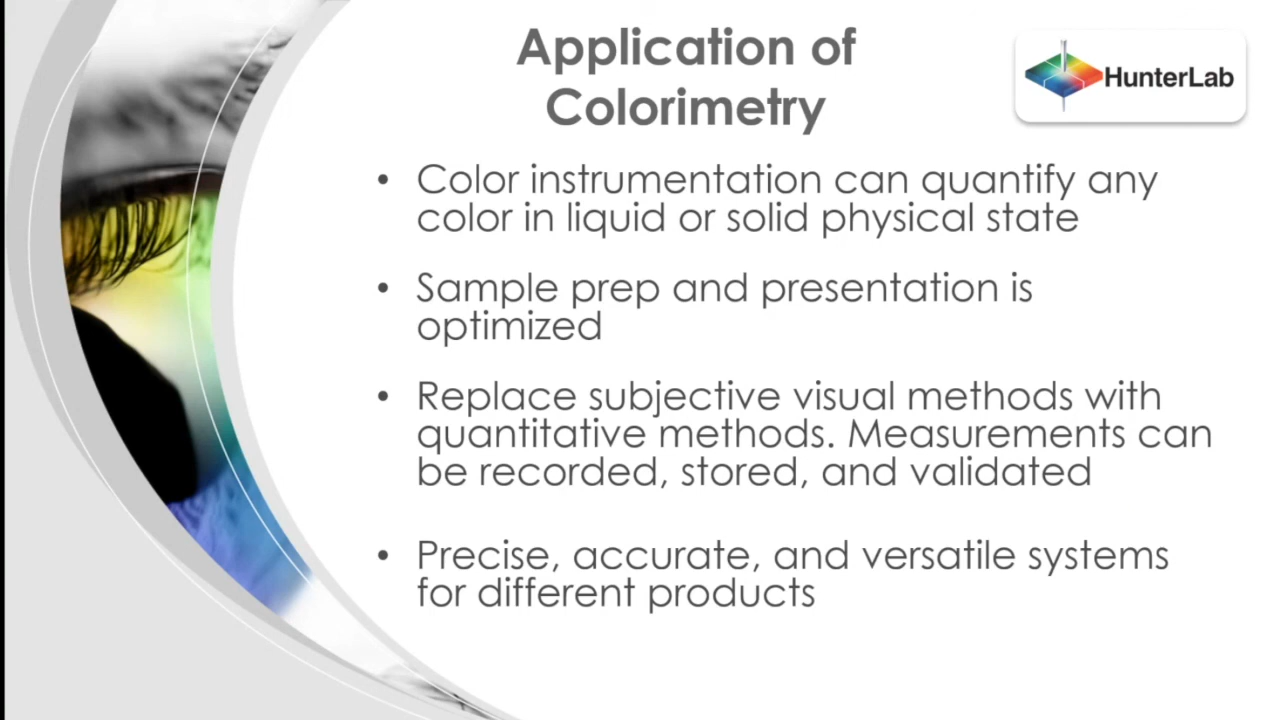 Application of
Colorimetry
HunterLab
• Color instrumentation can quantify any
color in liquid or solid physical state
• Sample prep and presentation is
optimized
• Replace subjective visual methods with
quantitative methods. Measurements can
be recorded, stored, and validated
• Precise, accurate, and versatile systems
for different products